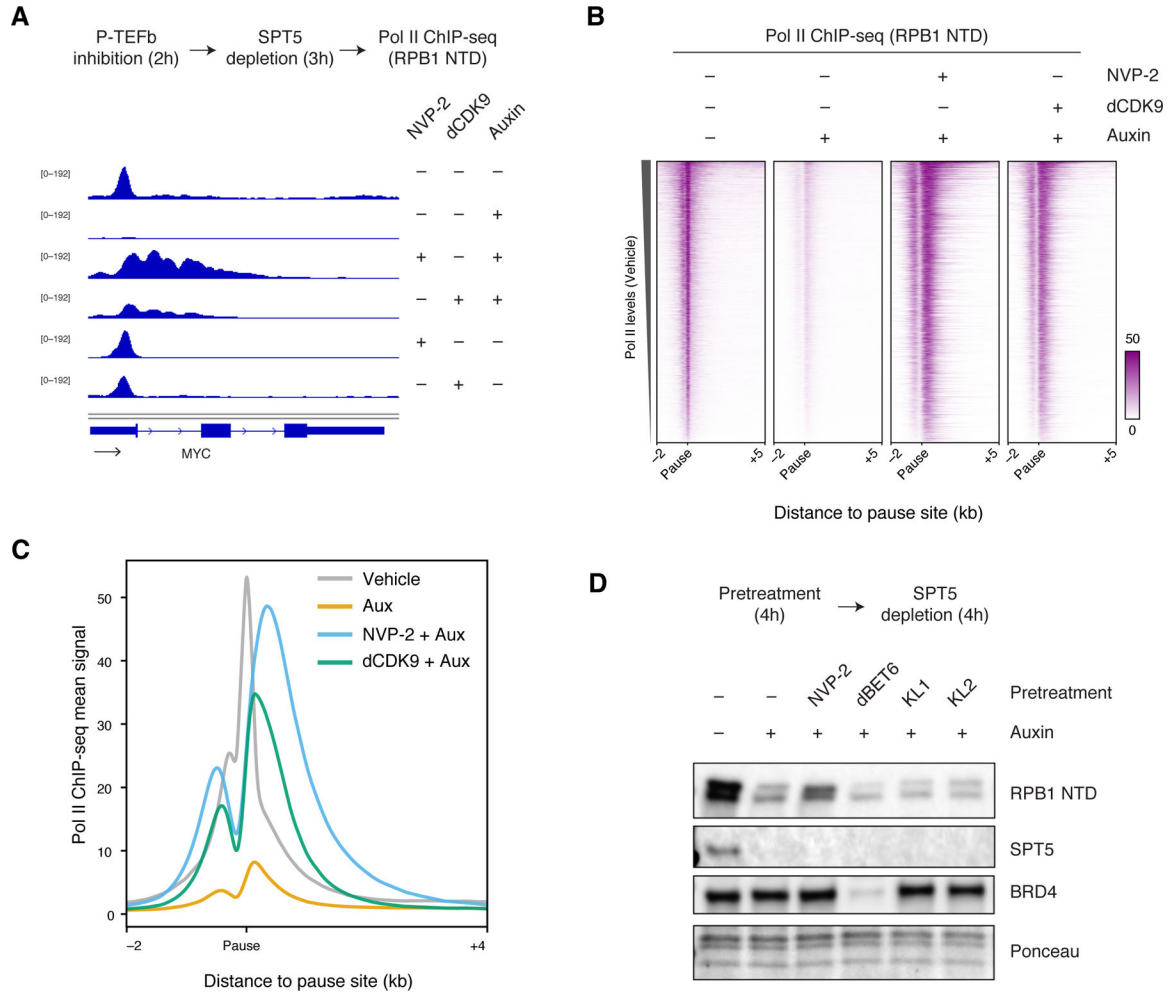 A
P-TEFb
inhibition (2h)
SPT5
depletion (3h)
Pol II ChIP-seq
(RPB1 NTD)
NVP-2
dCDK9
Auxin
[0–192] – – –
[0–192] – – +
[0–192] + – +
[0–192] – + +
[0–192] + – –
[0–192] – + –
MYC
B
Pol II ChIP-seq (RPB1 NTD)
– – + – NVP-2
– – – + dCDK9
– + + + Auxin
Pol II levels (Vehicle)
50
0
–2 Pause +5 –2 Pause +5 –2 Pause +5 –2 Pause +5
Distance to pause site (kb)
C
Pol II ChIP-seq mean signal
50
40
30
20
10
0
Vehicle
Aux
NVP-2 + Aux
dCDK9 + Aux
–2 Pause +4
Distance to pause site (kb)
D
Pretreatment
(4h)
SPT5
depletion (4h)
– – NVP-2 dBET6 KL1 KL2 Pretreatment
– + + + + + Auxin
RPB1 NTD
SPT5
BRD4
Ponceau